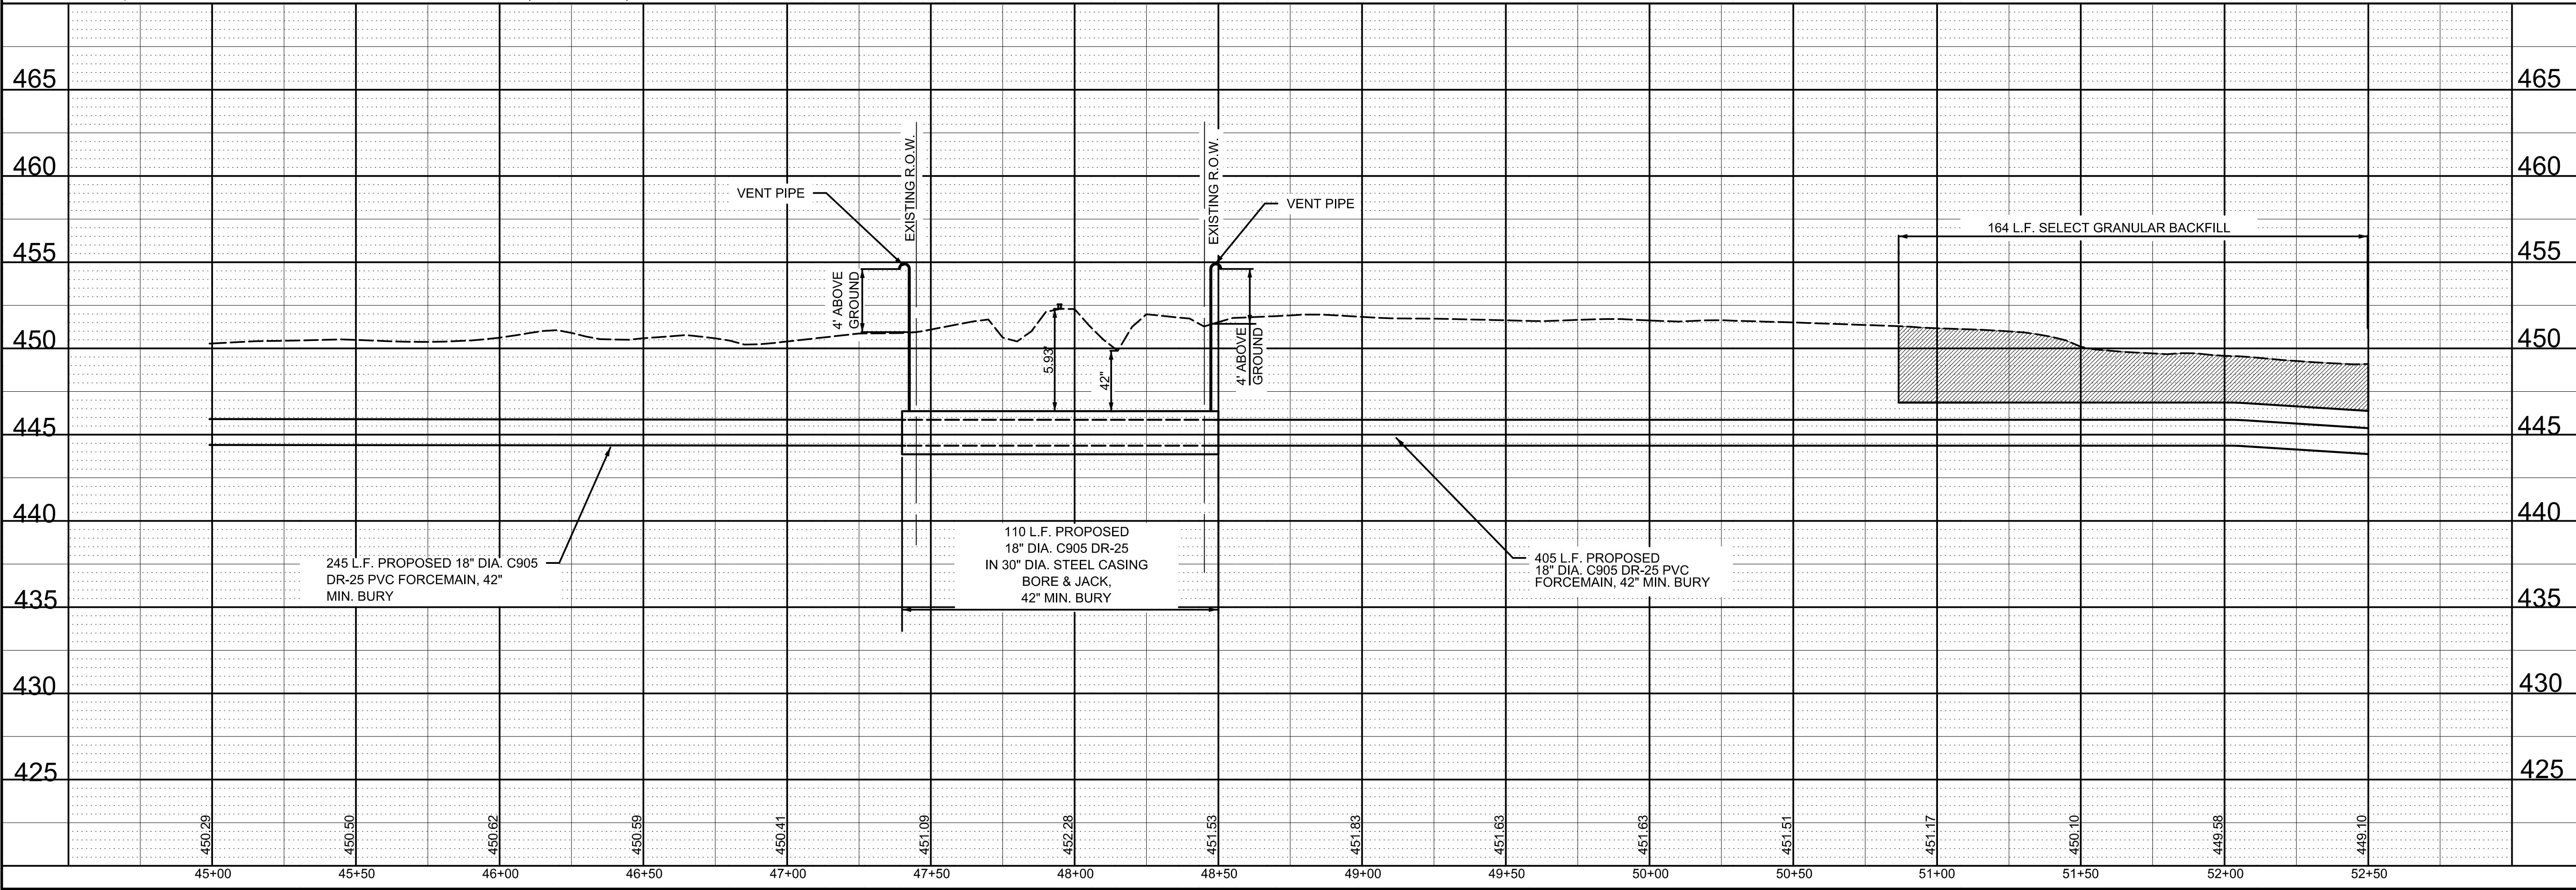 465
465
460
460
455
455
450
450
445
445
440
440
435
435
430
430
425
425
EXISTING R.O.W.
EXISTING R.O.W.
VENT PIPE
VENT PIPE
164 L.F. SELECT GRANULAR BACKFILL
4' ABOVE
GROUND
5.93'
42"
4' ABOVE
GROUND
245 L.F. PROPOSED 18" DIA. C905
DR-25 PVC FORCEMAIN, 42"
MIN. BURY
110 L.F. PROPOSED
18" DIA. C905 DR-25
IN 30" DIA. STEEL CASING
BORE & JACK,
42" MIN. BURY
405 L.F. PROPOSED
18" DIA. C905 DR-25 PVC
FORCEMAIN, 42" MIN. BURY
450.29
450.50
450.62
450.59
450.41
451.09
452.28
451.53
451.83
451.63
451.63
451.51
451.17
450.10
449.58
449.10
45+00
45+50
46+00
46+50
47+00
47+50
48+00
48+50
49+00
49+50
50+00
50+50
51+00
51+50
52+00
52+50